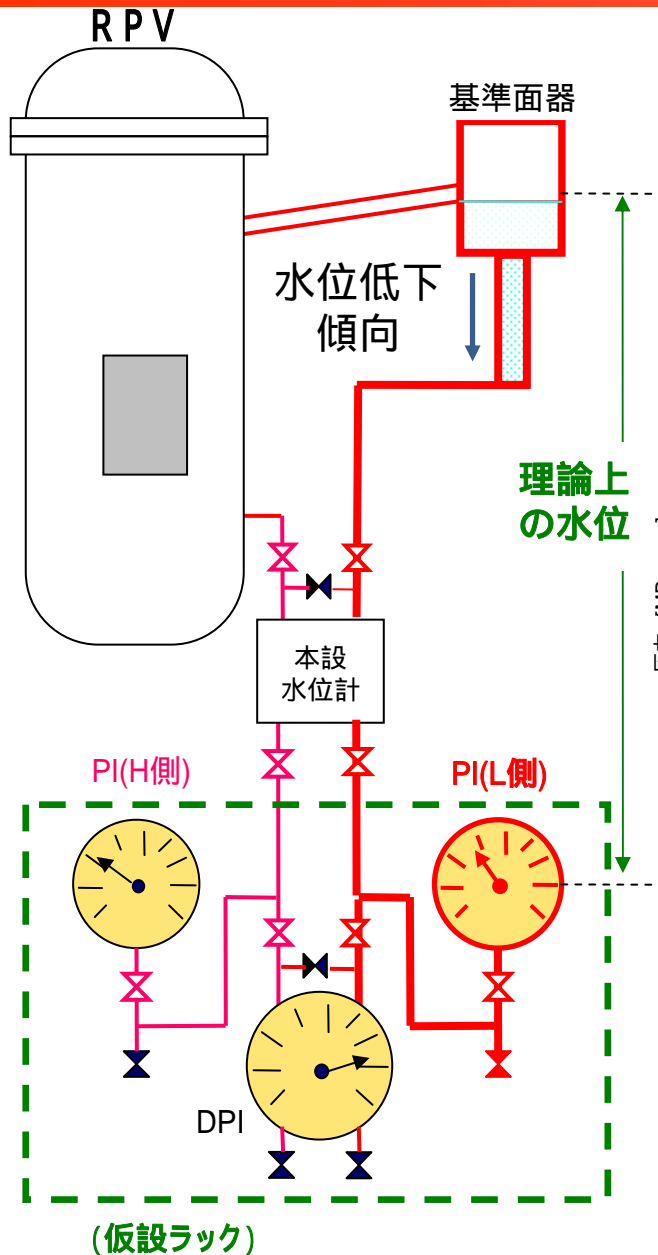 RPV
基準面器
水位低下
傾向
理論上
の水位
本設
水位計
PI(H側)
PI(L側)
DPI
(仮設ラック)